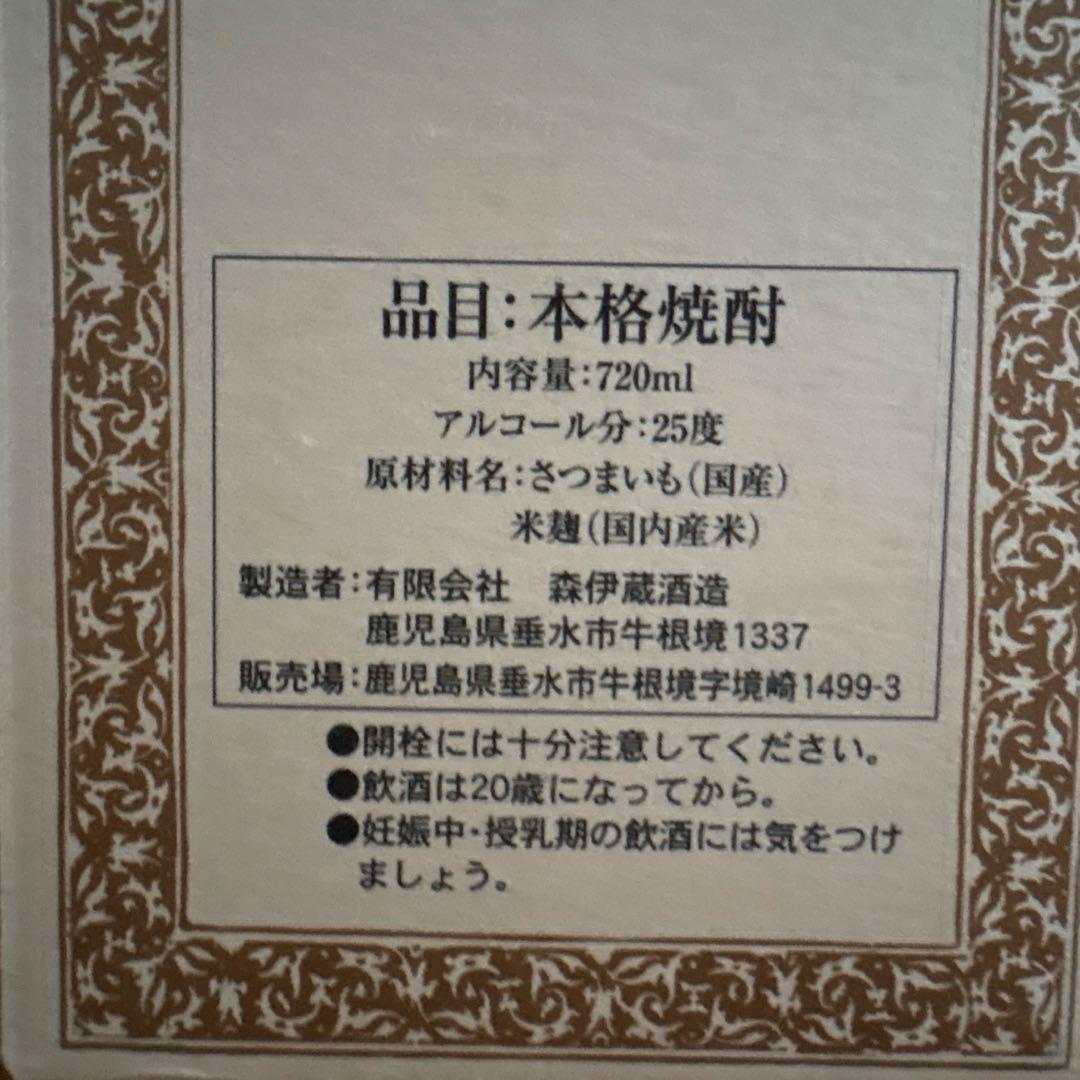 品目：本格焼酎
内容量：720ml
アルコール分：25度
原材料名：さつまいも（国産）
米麹（国内産米）
製造者：有限会社　森伊蔵酒造
鹿児島県垂水市牛根境1337
販売場：鹿児島県垂水市牛根境字境崎1499-3
●開栓には十分注意してください。
●飲酒は20歳になってから。
●妊娠中・授乳期の飲酒には気をつけ
ましょう。